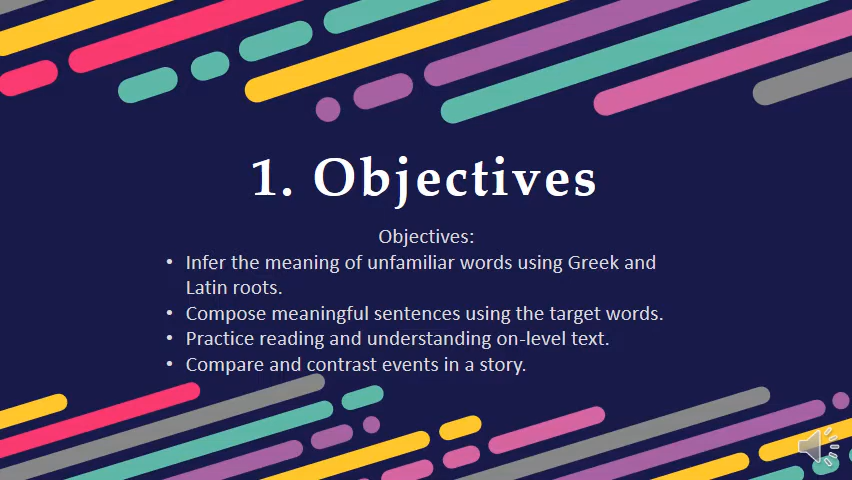 1. Objectives
Objectives:
• Infer the meaning of unfamiliar words using Greek and
Latin roots.
• Compose meaningful sentences using the target words.
• Practice reading and understanding on-level text.
• Compare and contrast events in a story.